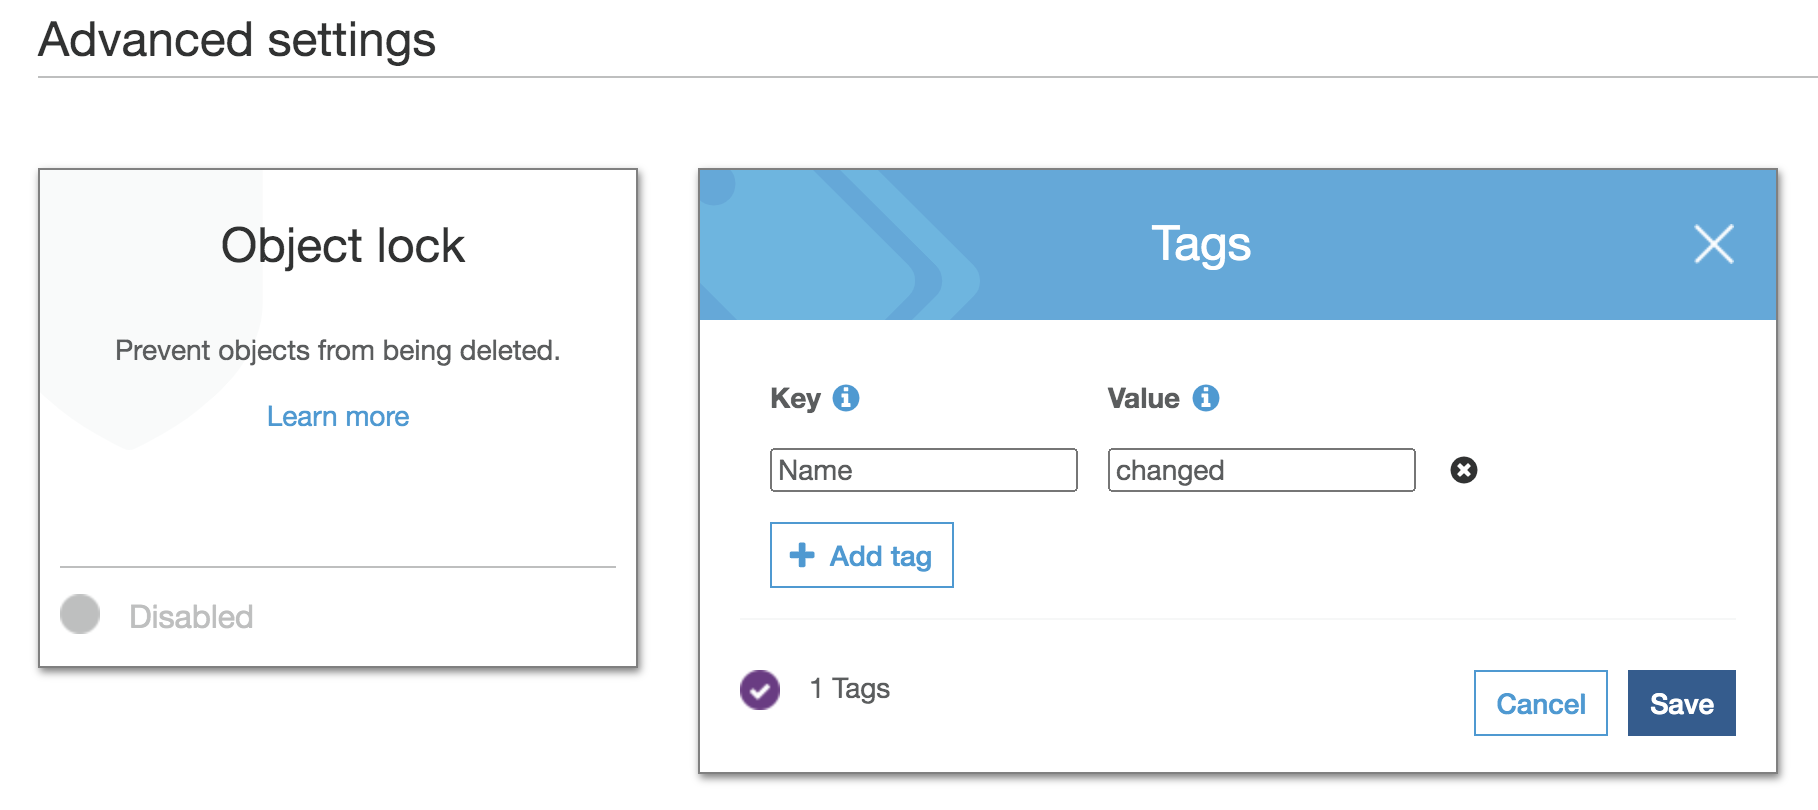 Advanced settings
Object lock
Prevent objects from being deleted.
Learn more
Disabled
Tags
Key
Value
Name
changed
Add tag
1 Tags
Cancel
Save